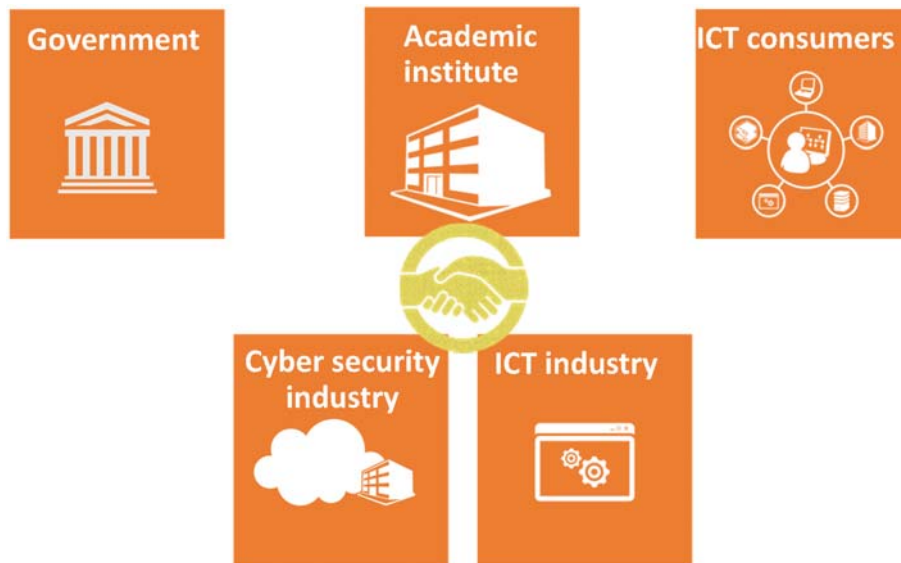 Government
Academic
institute
ICT consumers
Cyber security
industry
ICT industry